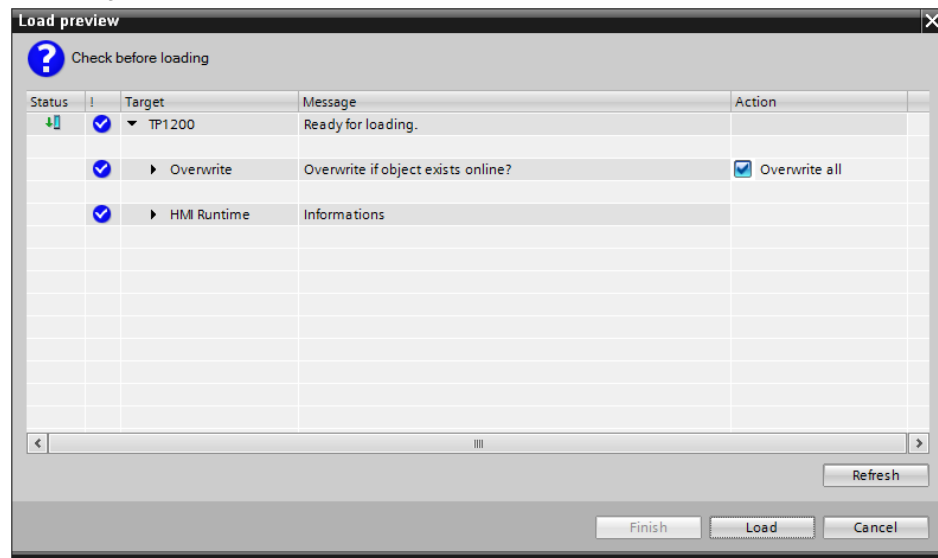 Load preview
Check before loading
Status ! Target Message Action
TP1200 Ready for loading.
Overwrite Overwrite if object exists online? Overwrite all
HMI Runtime Informations
Refresh
Finish Load Cancel